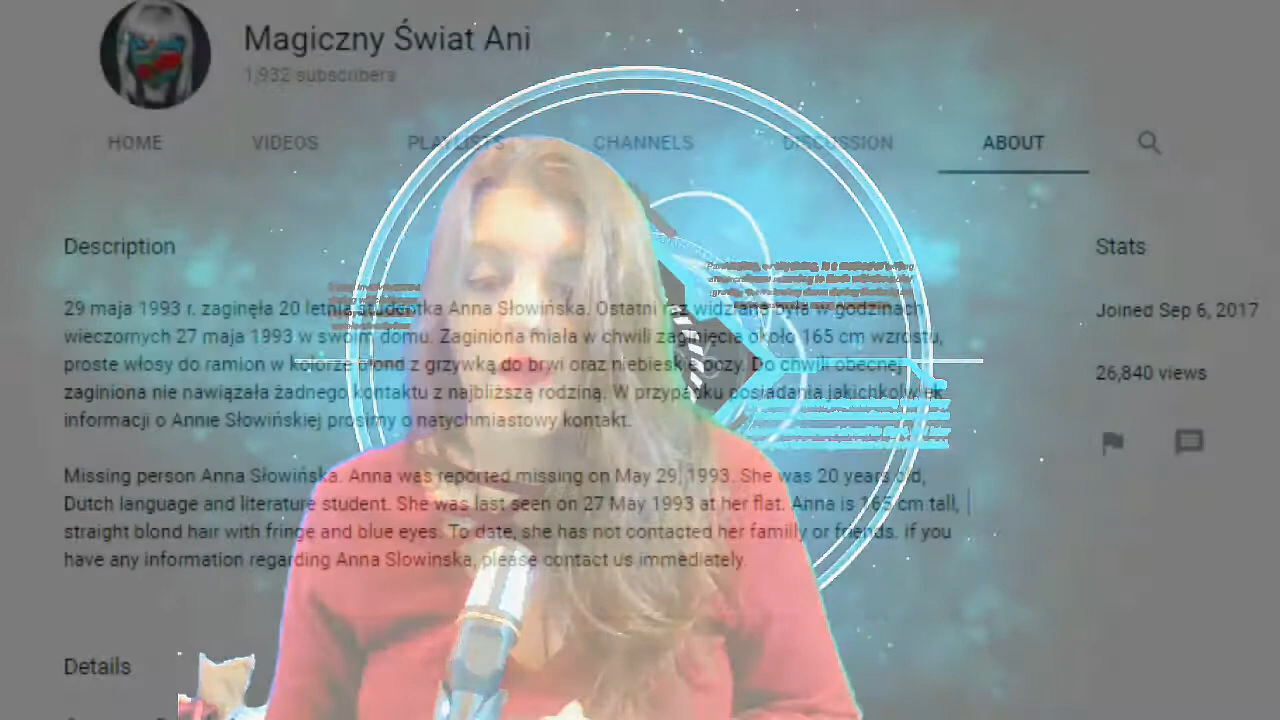 Magiczny Świat Ani
1,932 subscribers
HOME VIDEOS PLAYLISTS CHANNELS DISCUSSION ABOUT
Description
29 maja 1993 r. zaginęła 20 letnia studentka Anna Słowińska. Ostatni raz widziana była w godzinach
wieczornych 27 maja 1993 w swoim domu. Zaginiona miała w chwili zaginięcia około 165 cm wzrostu,
proste włosy do ramion w kolorze blond z grzywką do brwi oraz niebieskie oczy. Do chwili obecnej
zaginiona nie nawiązała żadnego kontaktu z najbliższą rodziną. W przypadku posiadania jakichkolwiek
informacji o Annie Słowińskiej prosimy o natychmiastowy kontakt.
Missing person Anna Słowińska. Anna was reported missing on May 29, 1993. She was 20 years old,
Dutch language and literature student. She was last seen on 27 May 1993 at her flat. Anna is 165 cm tall,
straight blond hair with fringe and blue eyes. To date, she has not contacted her familly or friends. If you
have any information regarding Anna Slowinska, please contact us immediately.
Details
Stats
Joined Sep 6, 2017
26,840 views